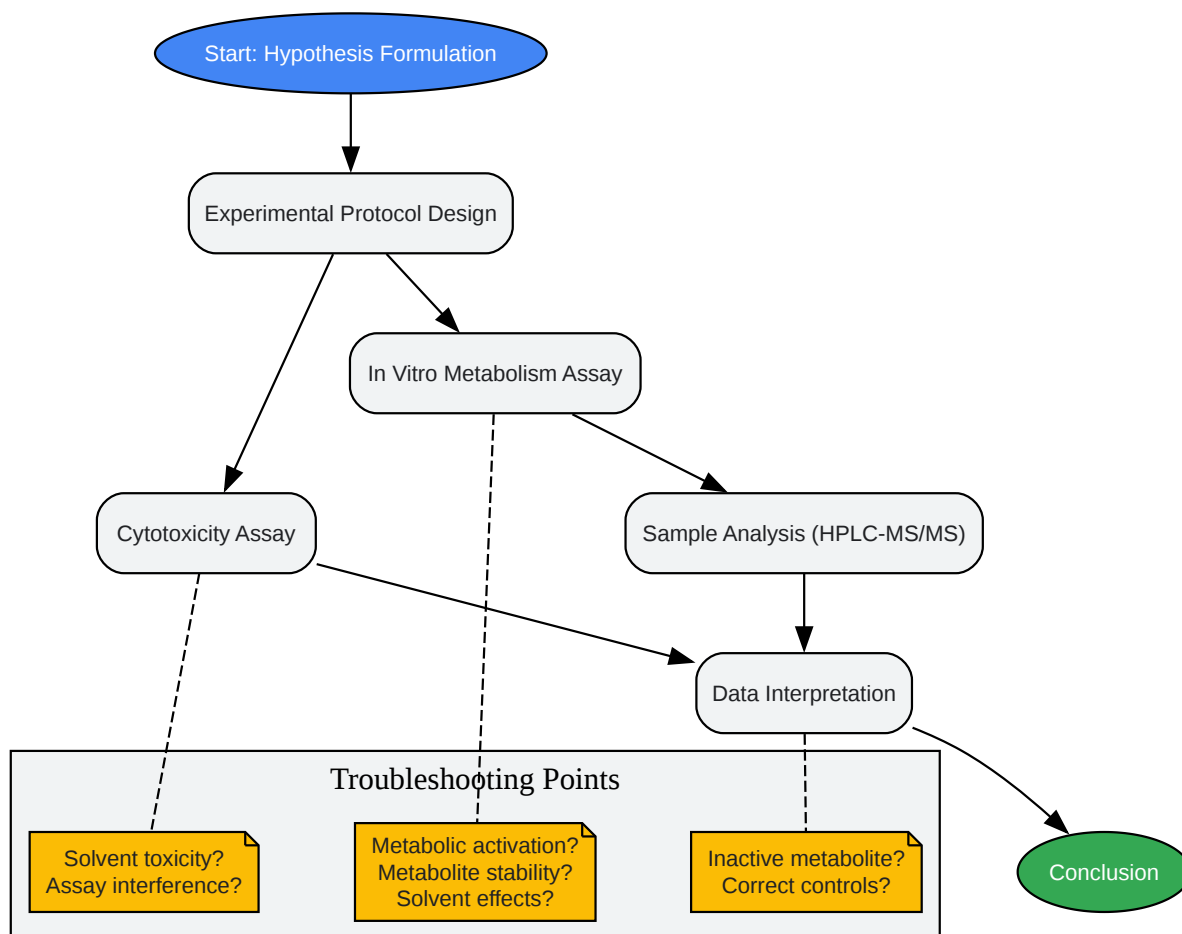 Start: Hypothesis Formulation
Experimental Protocol Design
In Vitro Metabolism Assay
Cytotoxicity Assay
Sample Analysis (HPLC-MS/MS)
Data Interpretation
Troubleshooting Points
Solvent toxicity?
Assay interference?
Metabolic activation?
Metabolite stability?
Solvent effects?
Inactive metabolite?
Correct controls?
Conclusion